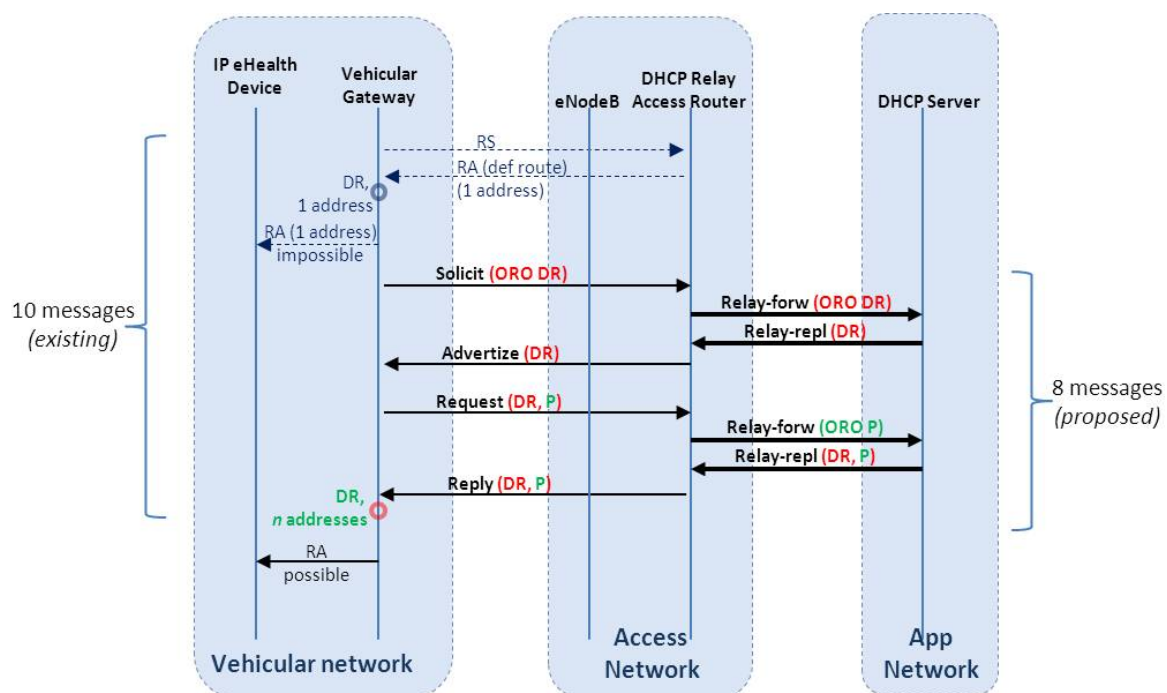 IP eHealth
Device
Vehicular
Gateway
eNodeB
DHCP Relay
Access Router
DHCP Server
RS
RA (def route)
(1 address)
DR,
1 address
RA (1 address)
impossible
Solicit (ORO DR)
Relay-forw (ORO DR)
Relay-repl (DR)
Advertize (DR)
Request (DR, P)
Relay-forw (ORO P)
Relay-repl (DR, P)
Reply (DR, P)
DR,
n addresses
RA
possible
10 messages
(existing)
8 messages
(proposed)
Vehicular network
Access
Network
App
Network